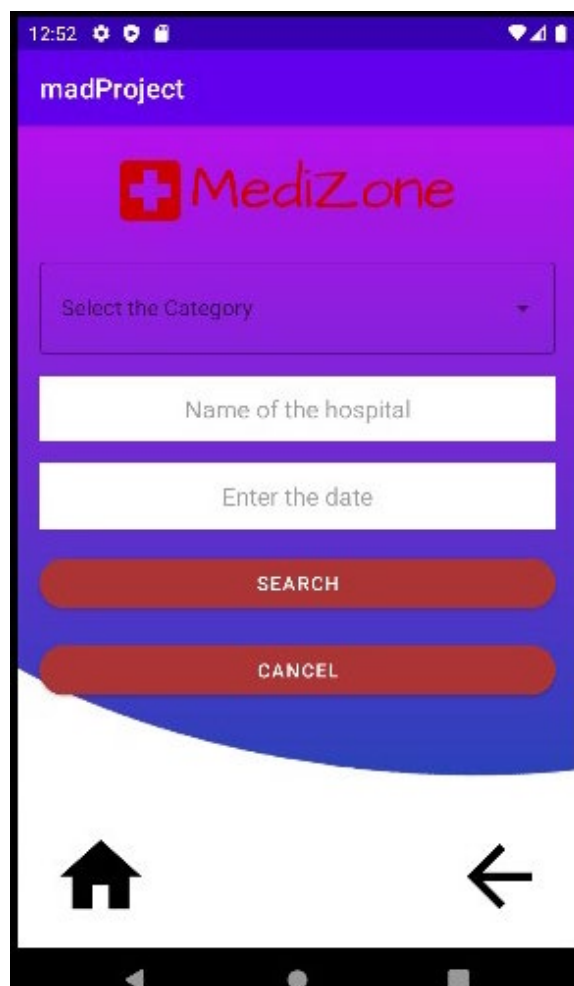 12:52
madProject
MediZone
Select the Category
Name of the hospital
Enter the date
SEARCH
CANCEL